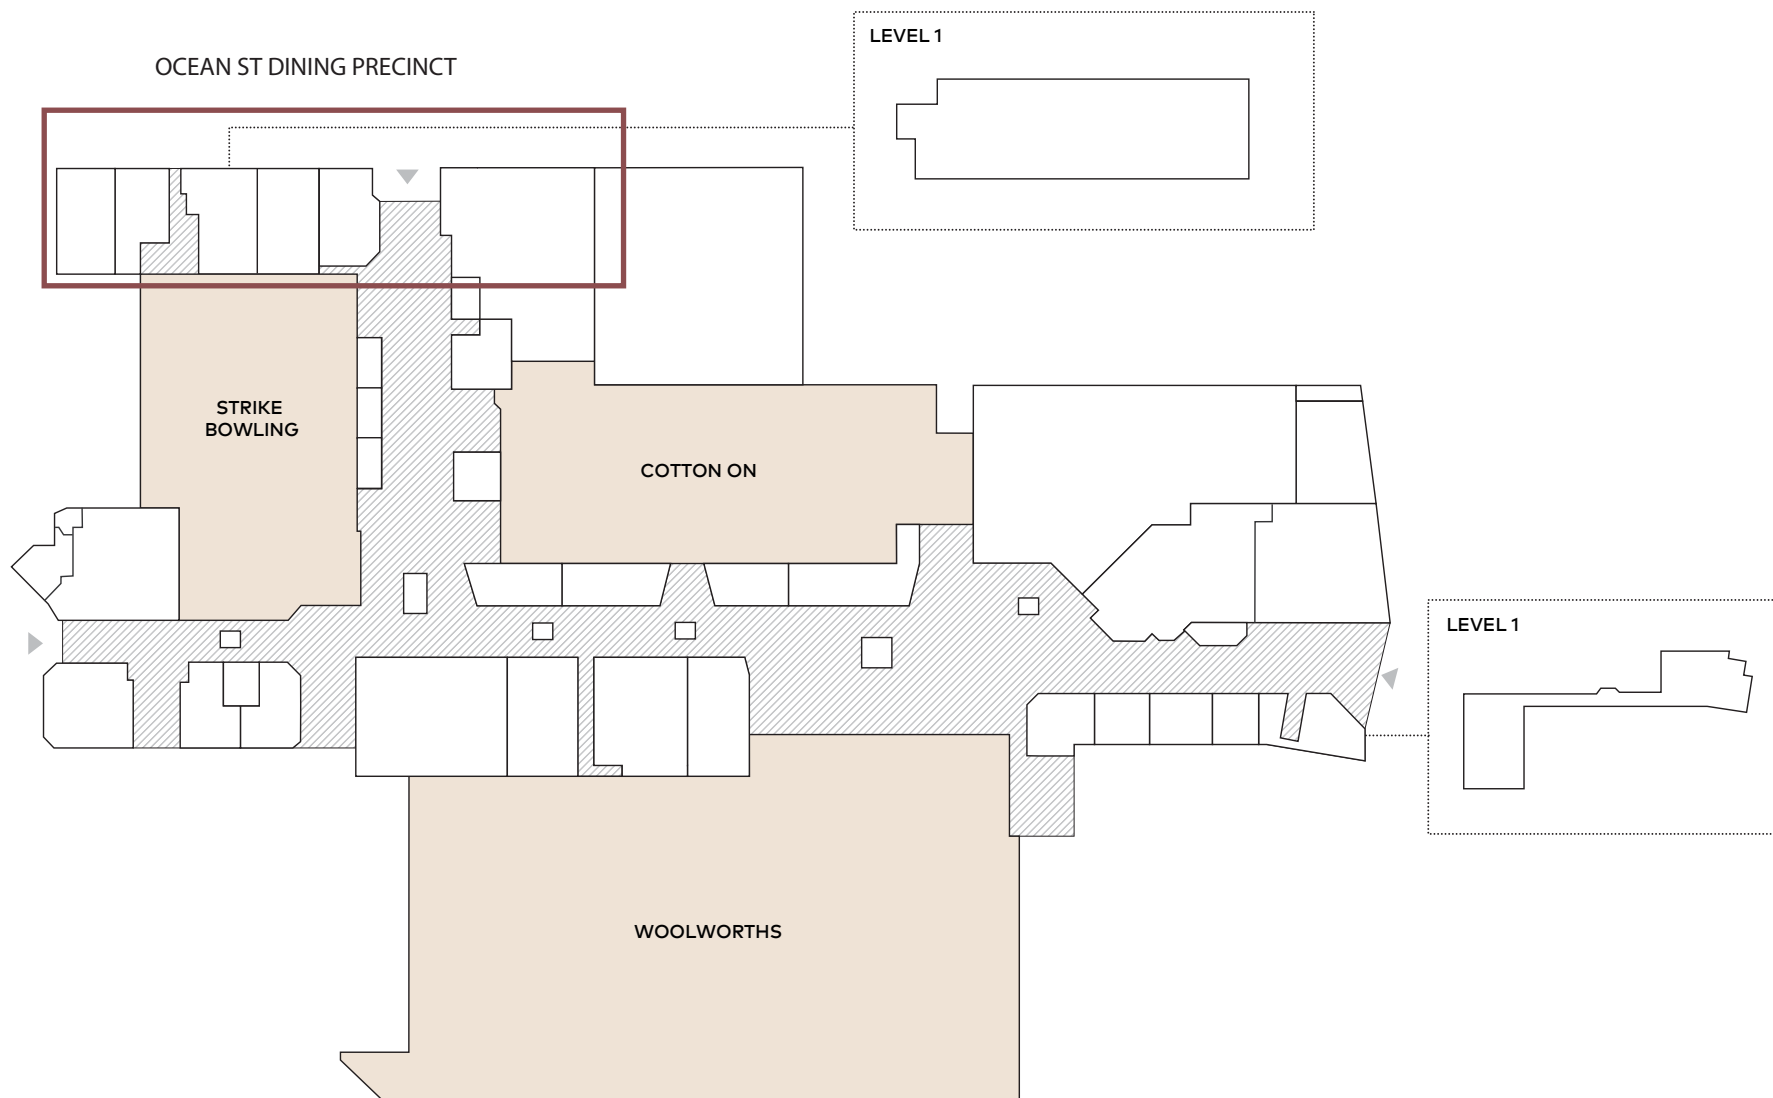 LEVEL 1
OCEAN ST DINING PRECINCT
STRIKE
BOWLING
COTTON ON
LEVEL 1
WOOLWORTHS